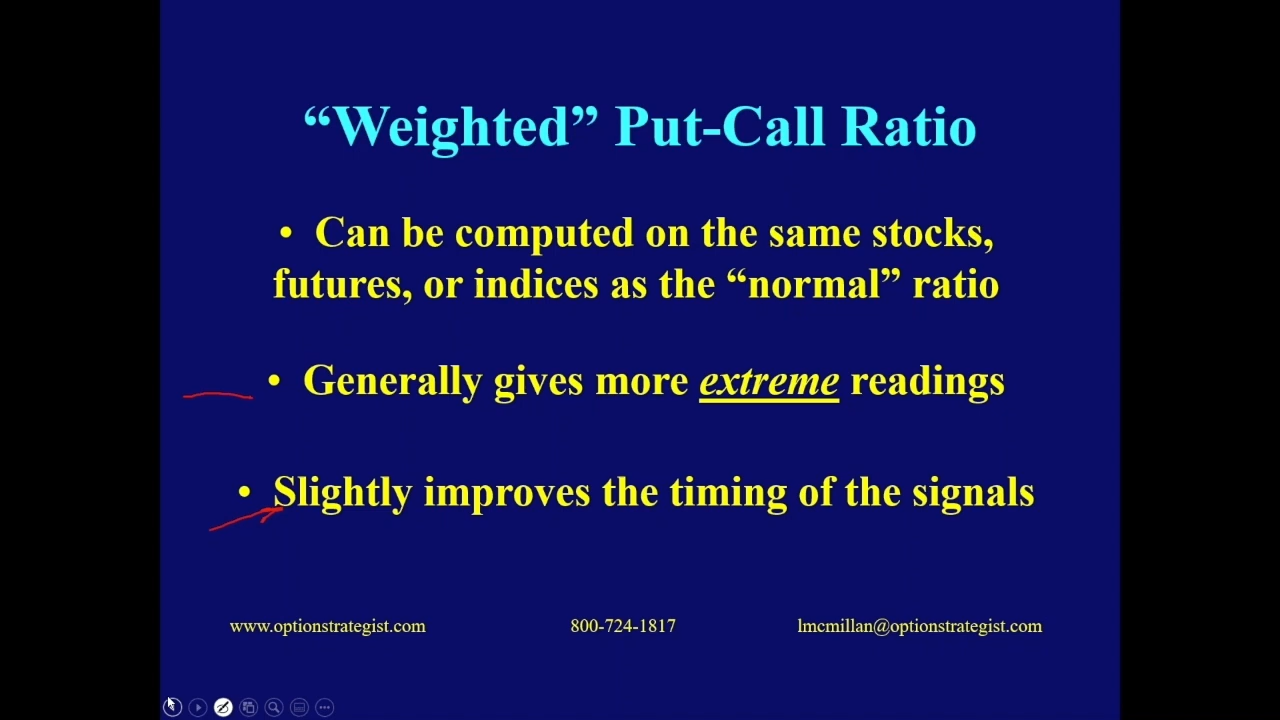 “Weighted” Put-Call Ratio
• Can be computed on the same stocks,
futures, or indices as the “normal” ratio
• Generally gives more extreme readings
• Slightly improves the timing of the signals
www.optionstrategist.com 800-724-1817 lmcmillan@optionstrategist.com